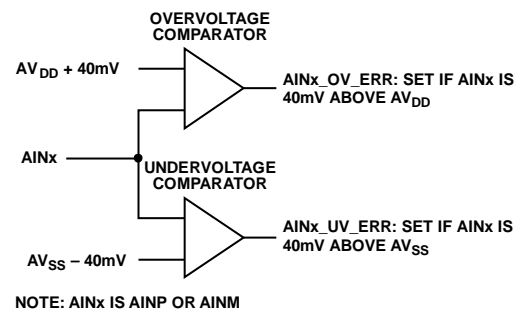 OVERVOLTAGE
COMPARATOR
AVDD + 40mV
AINx_OV_ERR: SET IF AINx IS
40mV ABOVE AVDD
AINx
UNDERVOLTAGE
COMPARATOR
AINx_UV_ERR: SET IF AINx IS
40mV ABOVE AVSS
AVSS – 40mV
NOTE: AINx IS AINP OR AINM